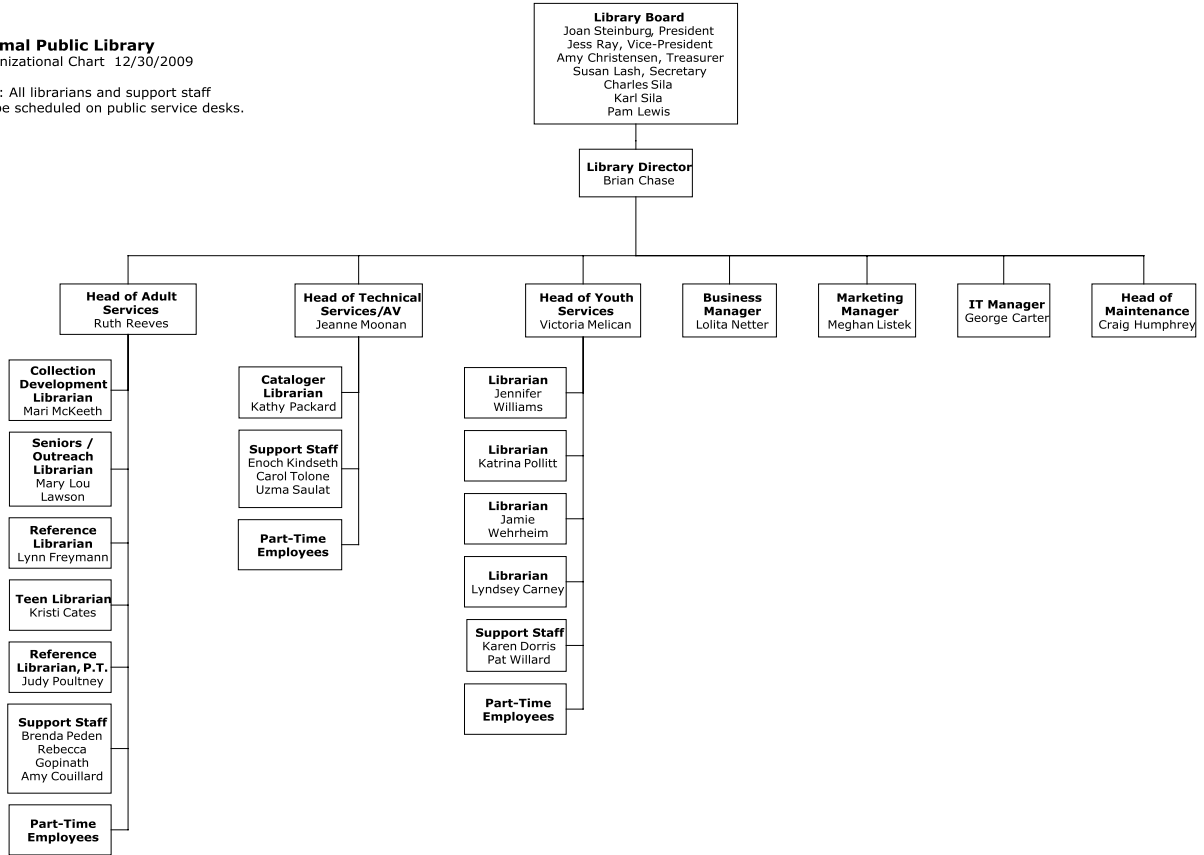 mal Public Library
nizational Chart 12/30/2009
: All librarians and support staff
be scheduled on public service desks.
Library Board
Joan Steinburg, President
Jess Ray, Vice-President
Amy Christensen, Treasurer
Susan Lash, Secretary
Charles Sila
Karl Sila
Pam Lewis
Library Director
Brian Chase
Head of Adult
Services
Ruth Reeves
Head of Technical
Services/AV
Jeanne Moonan
Head of Youth
Services
Victoria Melican
Business
Manager
Lolita Netter
Marketing
Manager
Meghan Listek
IT Manager
George Carter
Head of
Maintenance
Craig Humphrey
Collection
Development
Librarian
Mari McKeeth
Seniors /
Outreach
Librarian
Mary Lou
Lawson
Reference
Librarian
Lynn Freymann
Teen Librarian
Kristi Cates
Reference
Librarian, P.T.
Judy Poultney
Support Staff
Brenda Peden
Rebecca
Gopinath
Amy Couillard
Part-Time
Employees
Cataloger
Librarian
Kathy Packard
Support Staff
Enoch Kindseth
Carol Tolone
Uzma Saulat
Part-Time
Employees
Librarian
Jennifer
Williams
Librarian
Katrina Pollitt
Librarian
Jamie
Wehrheim
Librarian
Lyndsey Carney
Support Staff
Karen Dorris
Pat Willard
Part-Time
Employees